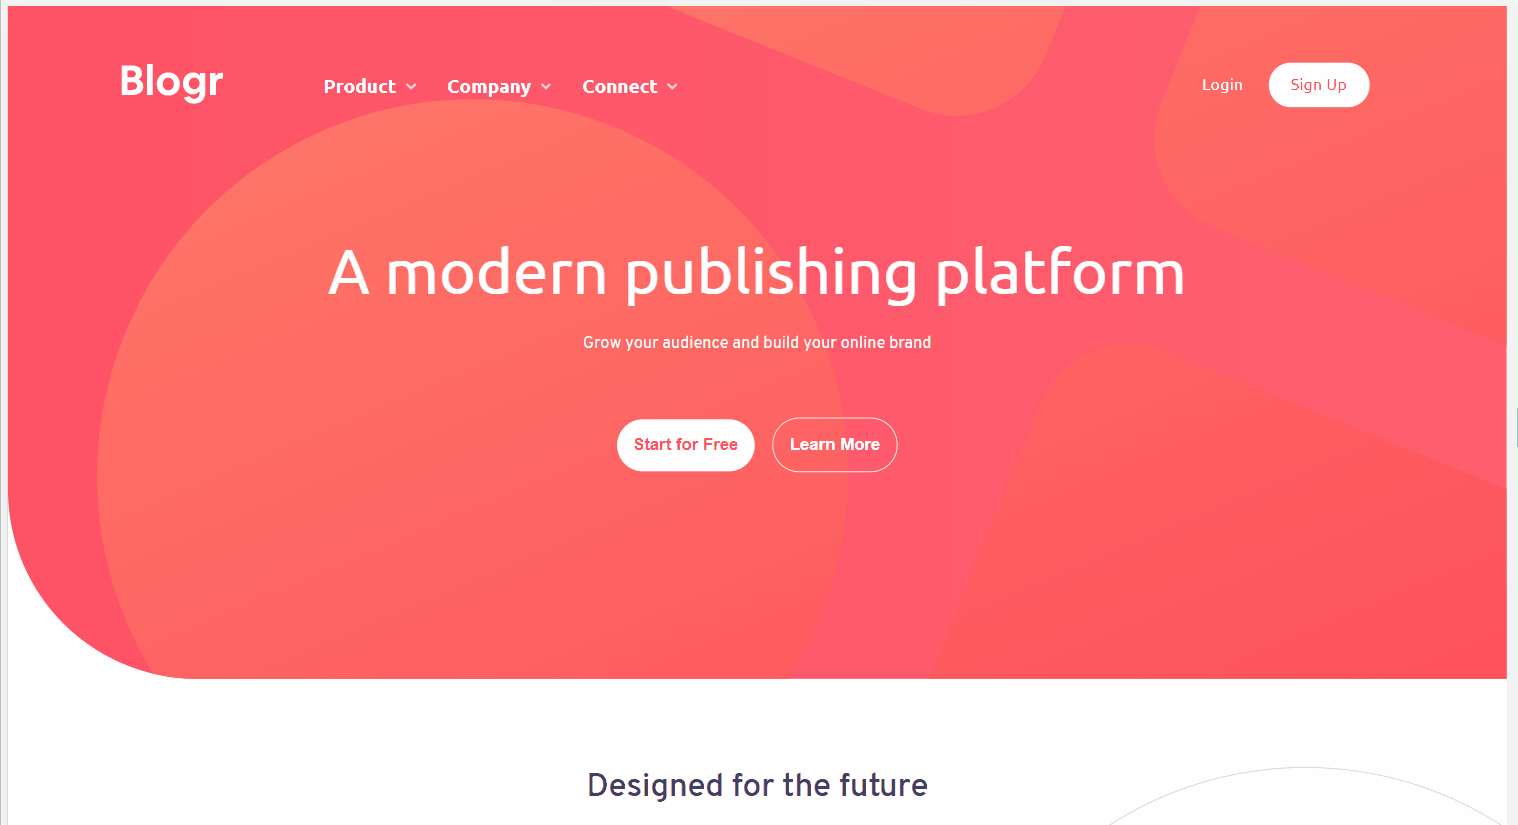 Blogr Product Company Connect Login Sign Up
A modern publishing platform
Grow your audience and build your online brand
Start for Free Learn More
Designed for the future